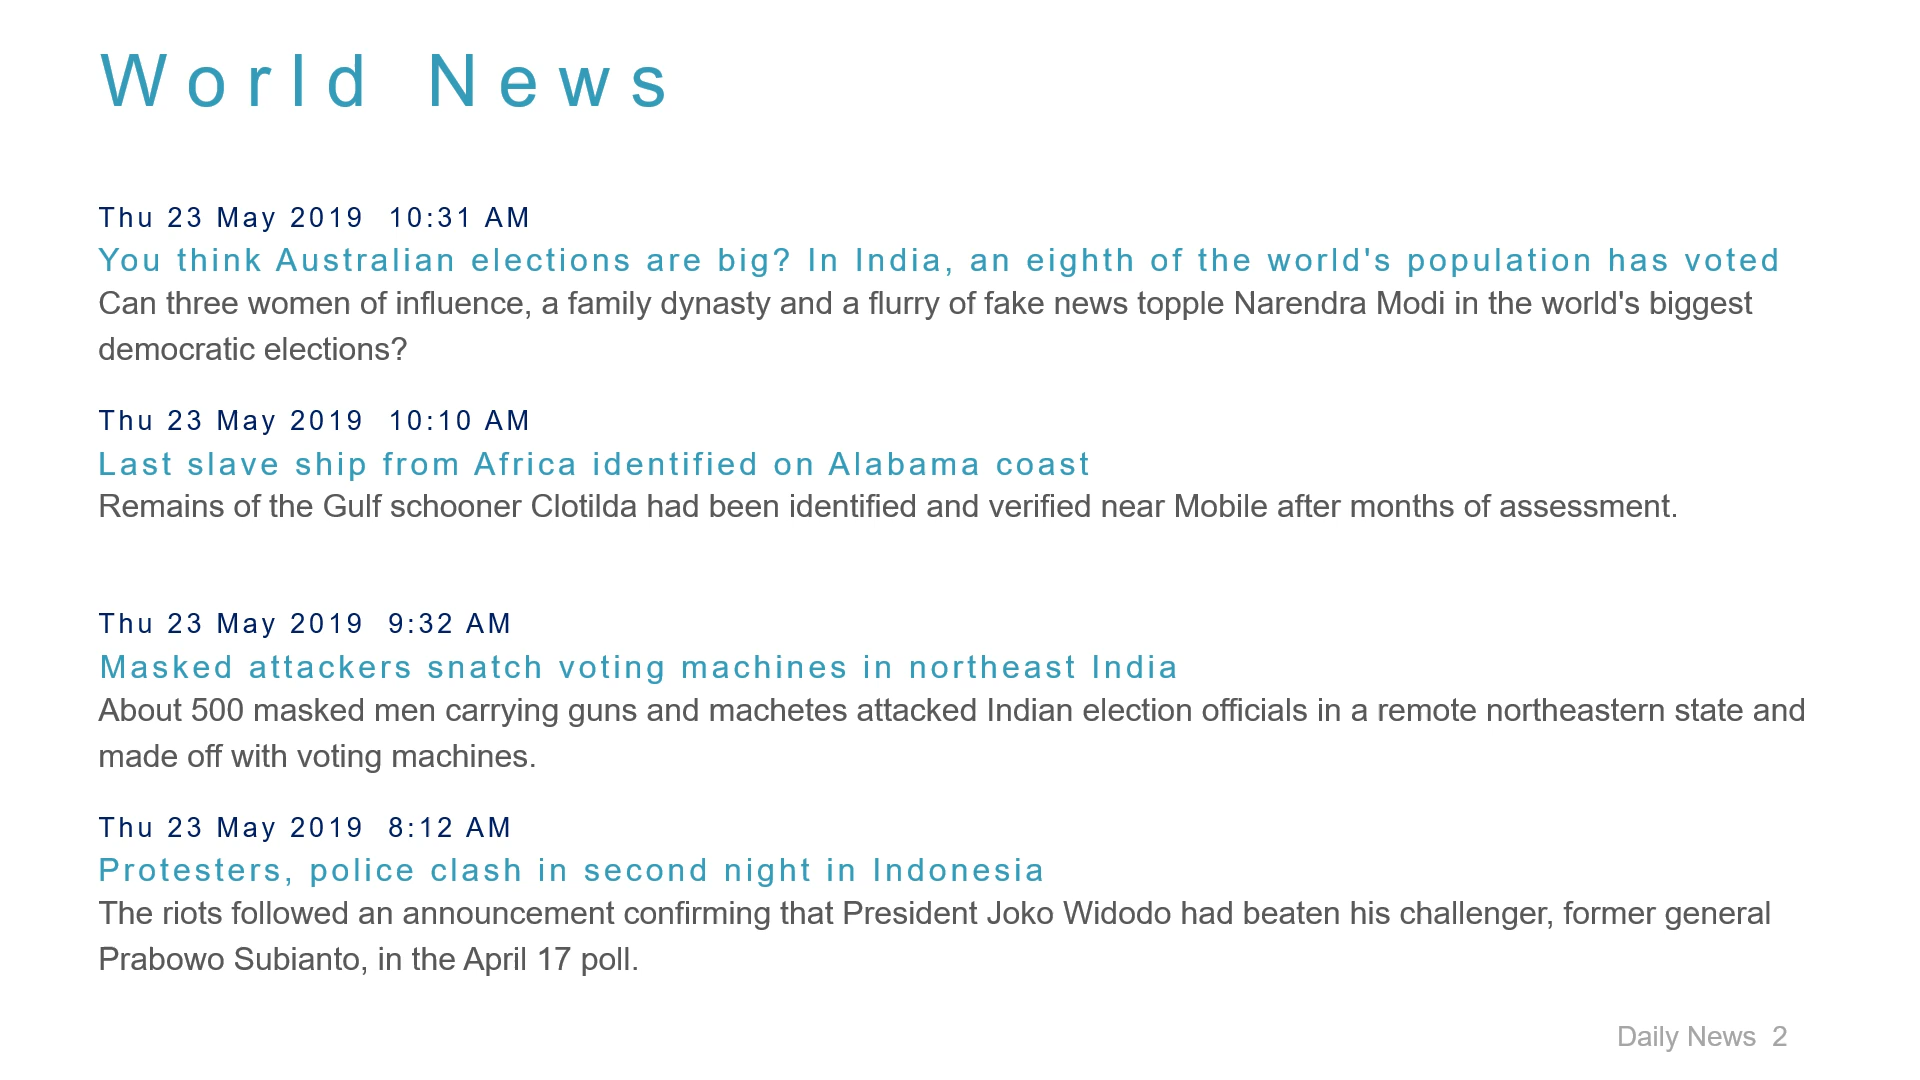 World News
Thu 23 May 2019  10:31 AM
You think Australian elections are big? In India, an eighth of the world's population has voted
Can three women of influence, a family dynasty and a flurry of fake news topple Narendra Modi in the world's biggest
democratic elections?
Thu 23 May 2019  10:10 AM
Last slave ship from Africa identified on Alabama coast
Remains of the Gulf schooner Clotilda had been identified and verified near Mobile after months of assessment.
Thu 23 May 2019  9:32 AM
Masked attackers snatch voting machines in northeast India
About 500 masked men carrying guns and machetes attacked Indian election officials in a remote northeastern state and
made off with voting machines.
Thu 23 May 2019  8:12 AM
Protesters, police clash in second night in Indonesia
The riots followed an announcement confirming that President Joko Widodo had beaten his challenger, former general
Prabowo Subianto, in the April 17 poll.
Daily News  2